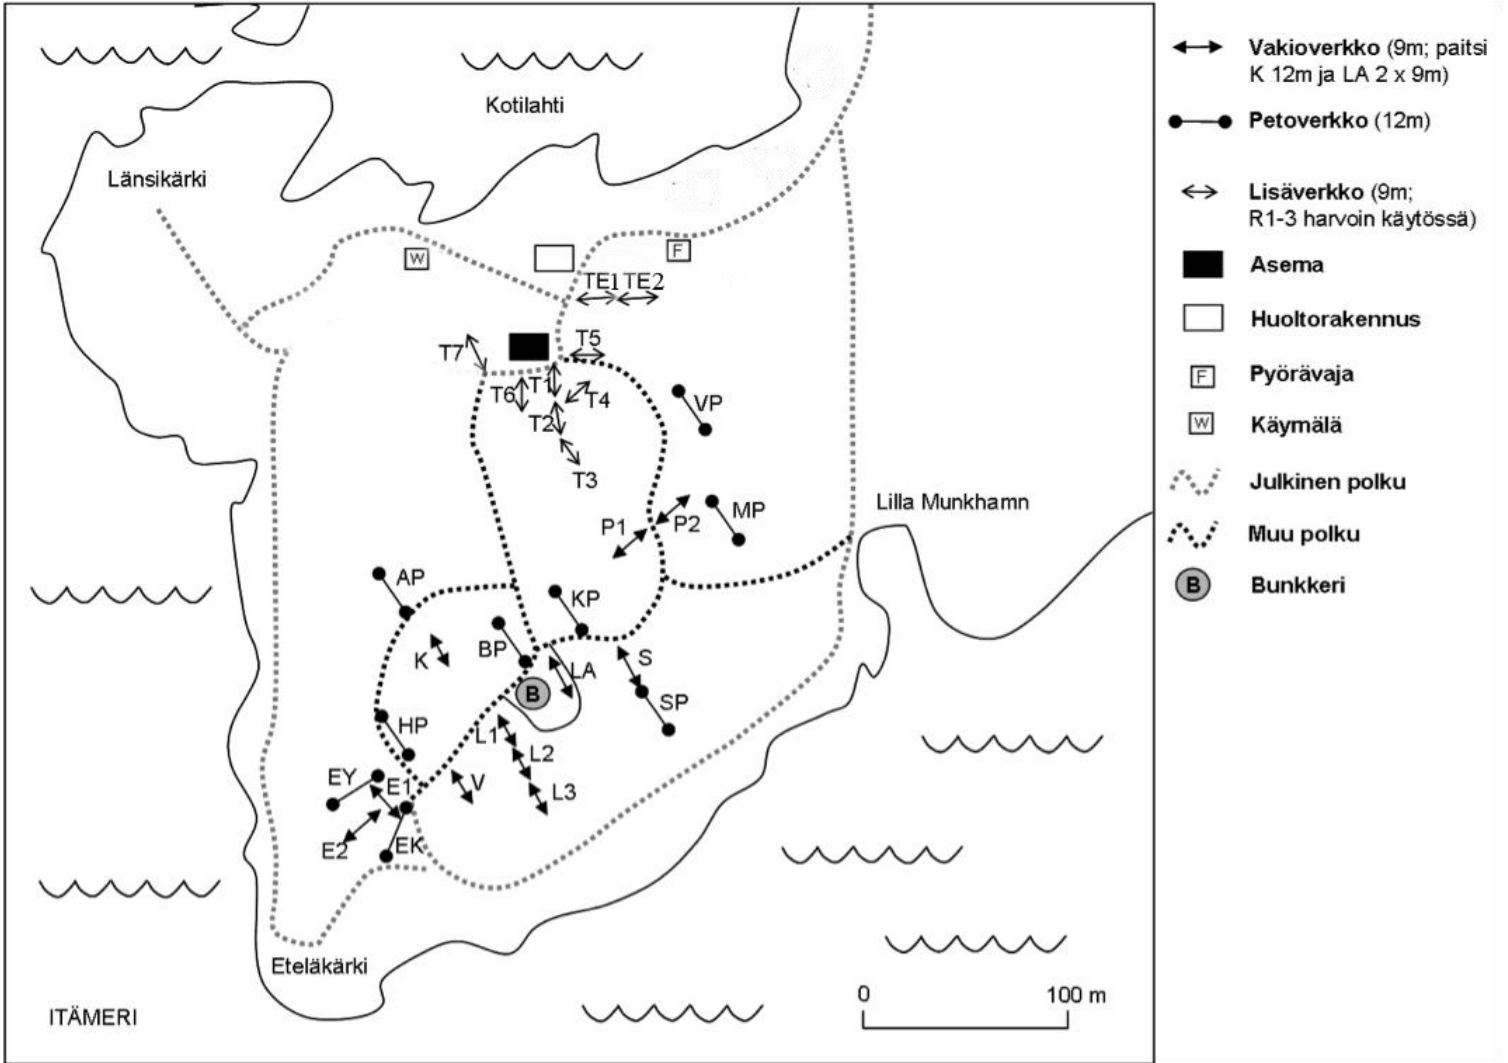 Kotilahti
Länsikärki
W
F
TE1 TE2
T7
T5
T6
T1
T4
T2
T3
VP
MP
P1
P2
Lilla Munkhamn
AP
KP
BP
K
LA
S
B
SP
HP
L1
L2
EY
E1
V
L3
E2
EK
Eteläkärki
ITÄMERI
0
100 m
Vakioverkko (9m; paitsi
K 12m ja LA 2 x 9m)
Petoverkko (12m)
Lisäverkko (9m;
R1-3 harvoin käytössä)
Asema
Huoltorakennus
F Pyörävaja
W Käymälä
Julkinen polku
Muu polku
B Bunkkeri